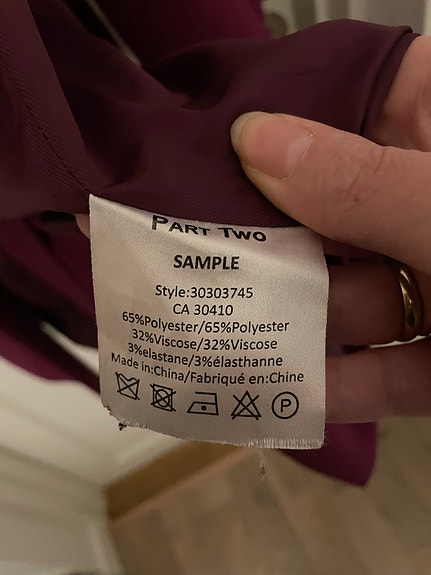 PART TWO
SAMPLE
Style:30303745
CA 30410
65%Polyester/65%Polyester
32%Viscose/32%Viscose
3%elastane/3%élasthanne
Made in:China/Fabriqué en:Chine
P